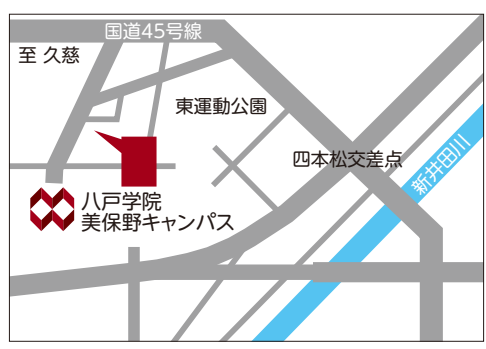 国道45号線
至 久慈
東運動公園
四本松交差点
新井田川
八戸学院
美保野キャンパス